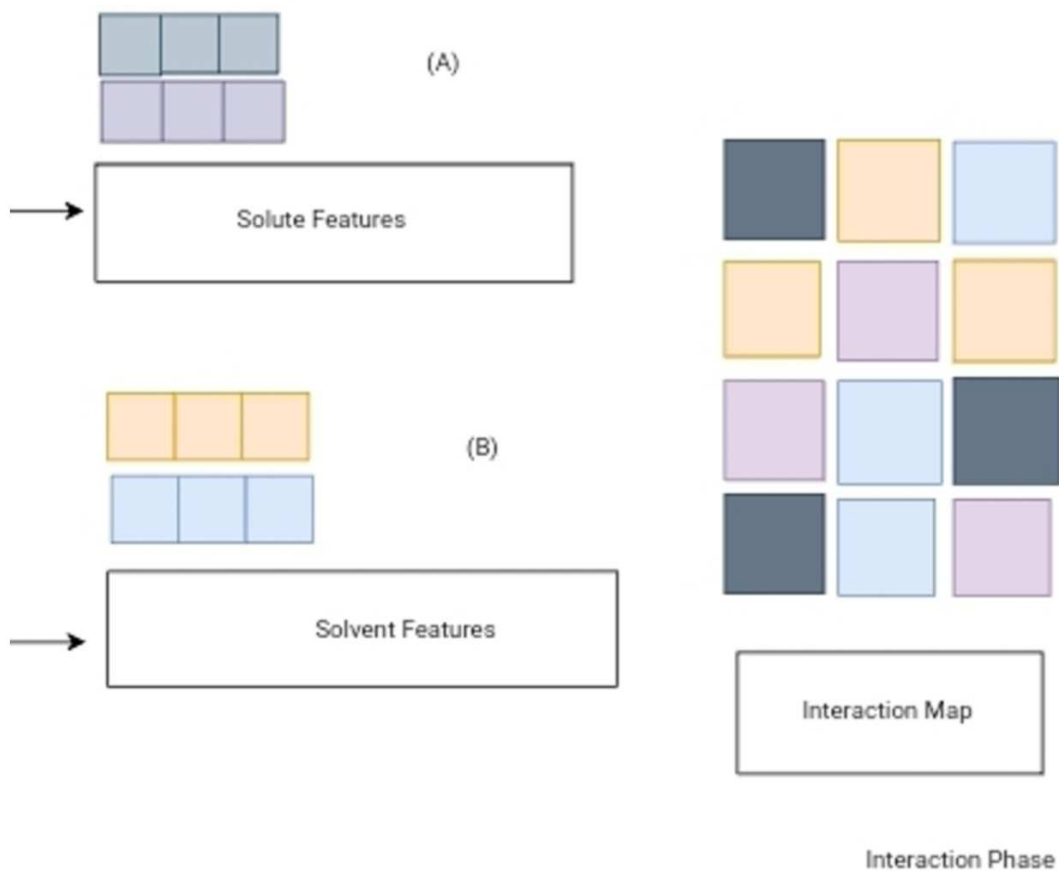 (A)
Solute Features
(B)
Solvent Features
Interaction Map
Interaction Phase